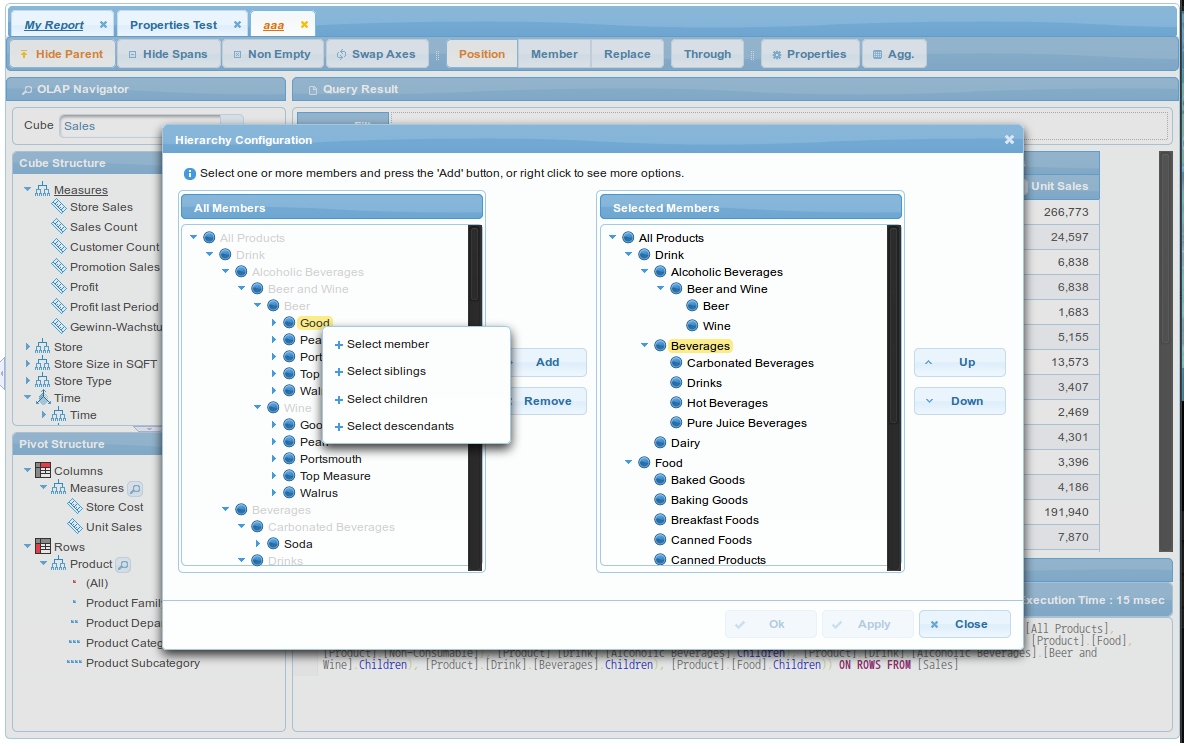 My Report
Properties Test
aaa
Hide Parent
Hide Spans
Non Empty
Swap Axes
Position
Member
Replace
Through
Properties
Agg.
OLAP Navigator
Query Result
Cube
Sales
Hierarchy Configuration
Select one or more members and press the 'Add' button, or right click to see more options.
Cube Structure
Measures
Store Sales
Sales Count
Customer Count
Promotion Sales
Profit
Profit last Period
Gewinn-Wachstu
Store
Store Size in SQFT
Store Type
Time
Time
Pivot Structure
Columns
Measures
Store Cost
Unit Sales
Rows
Product
(All)
Product Famil
Product Depa
Product Categ
Product Subcategory
All Members
All Products
Drink
Alcoholic Beverages
Beer and Wine
Beer
Good
Pea
Port
Top
Wal
Wine
Goo
Pearl
Portsmouth
Top Measure
Walrus
Beverages
Carbonated Beverages
Soda
Drinks
Select member
Select siblings
Select children
Select descendants
Add
Remove
Selected Members
All Products
Drink
Alcoholic Beverages
Beer and Wine
Beer
Wine
Beverages
Carbonated Beverages
Drinks
Hot Beverages
Pure Juice Beverages
Dairy
Food
Baked Goods
Baking Goods
Breakfast Foods
Canned Foods
Canned Products
Up
Down
Ok
Apply
Close
Unit Sales
266,773
24,597
6,838
6,838
1,683
5,155
13,573
3,407
2,469
4,301
3,396
4,186
191,940
7,870
xecution Time : 15 msec
[All Products],
[Product].[Food],
[Product].[Non-Consumable], [Product].[Drink].[Alcoholic Beverages].Children), [Product].[Drink].[Alcoholic Beverages].[Beer and
Wine].Children), [Product].[Drink].[Beverages].Children), [Product].[Food].Children)) ON ROWS FROM [Sales]